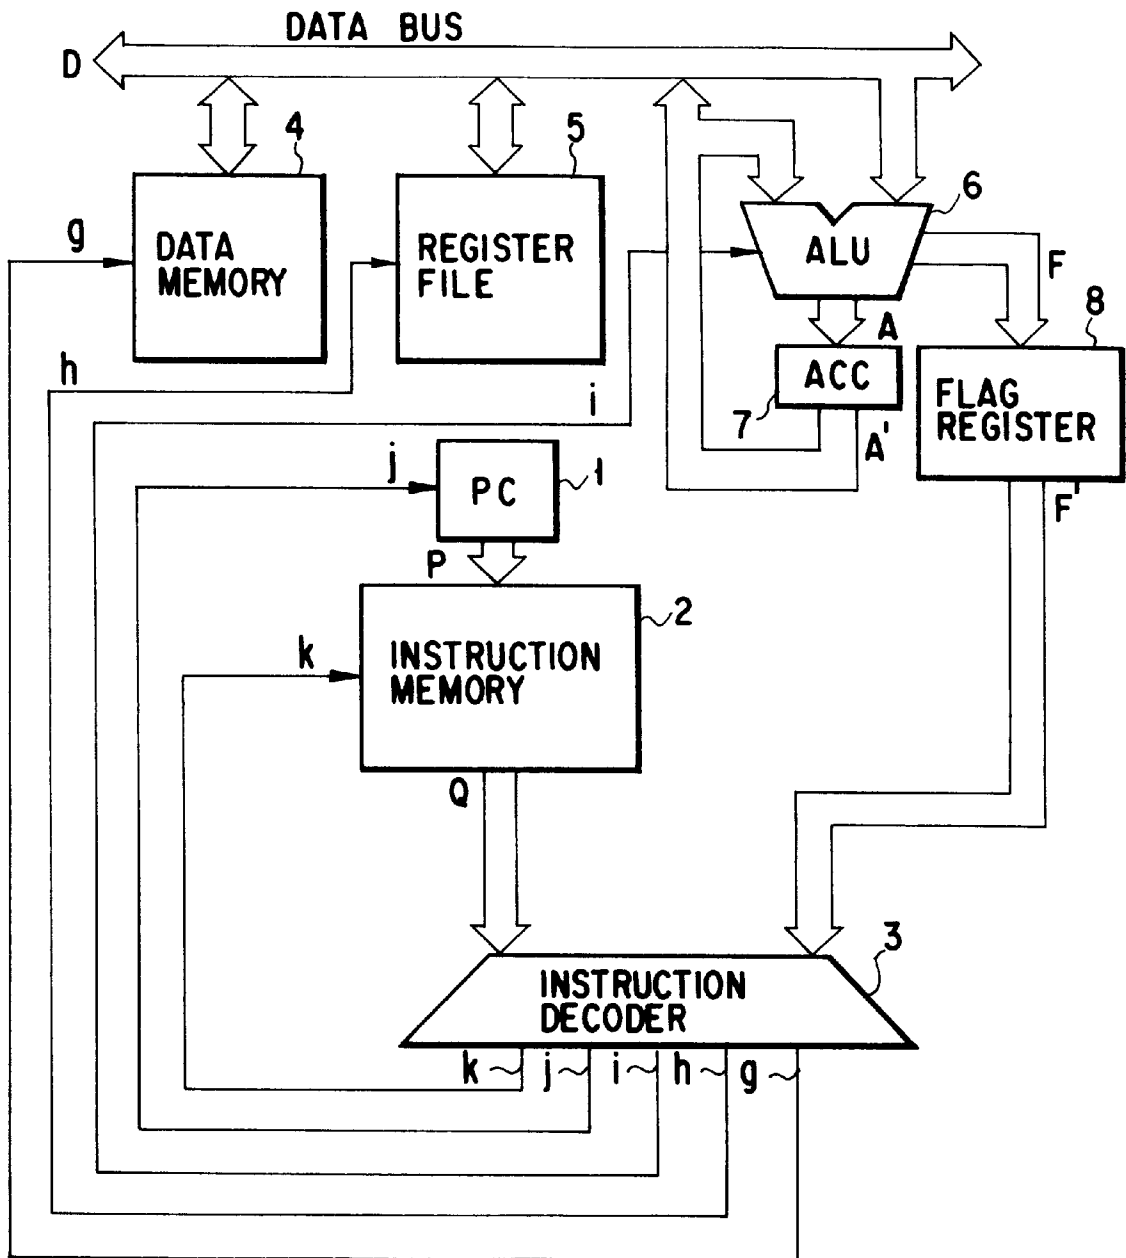 DATA BUS
D
4
5
6
g
DATA
MEMORY
REGISTER
FILE
ALU
F
A
8
h
i
ACC
7
A'
FLAG
REGISTER
F'
j
PC
1
P
2
k
INSTRUCTION
MEMORY
Q
3
INSTRUCTION
DECODER
k j i h g